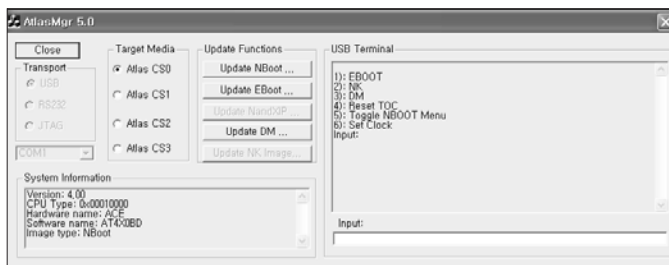 AtlasMgr 5.0
Close
Transport
USB
RS232
JTAG
COM1
Target Media
Atlas CS0
Atlas CS1
Atlas CS2
Atlas CS3
Update Functions
Update NBoot ...
Update EBoot ...
Update NandXIP ...
Update DM ...
Update NK Image...
System Information
Version: 4,00
CPU Type: 0x00010000
Hardware name: ACE
Software name: AT4X0BD
Image type: NBoot
USB Terminal
1): EBOOT
2): NK
3): DM
4): Reset TOC
5): Toggle NBOOT Menu
6): Set Clock
Input:
Input: